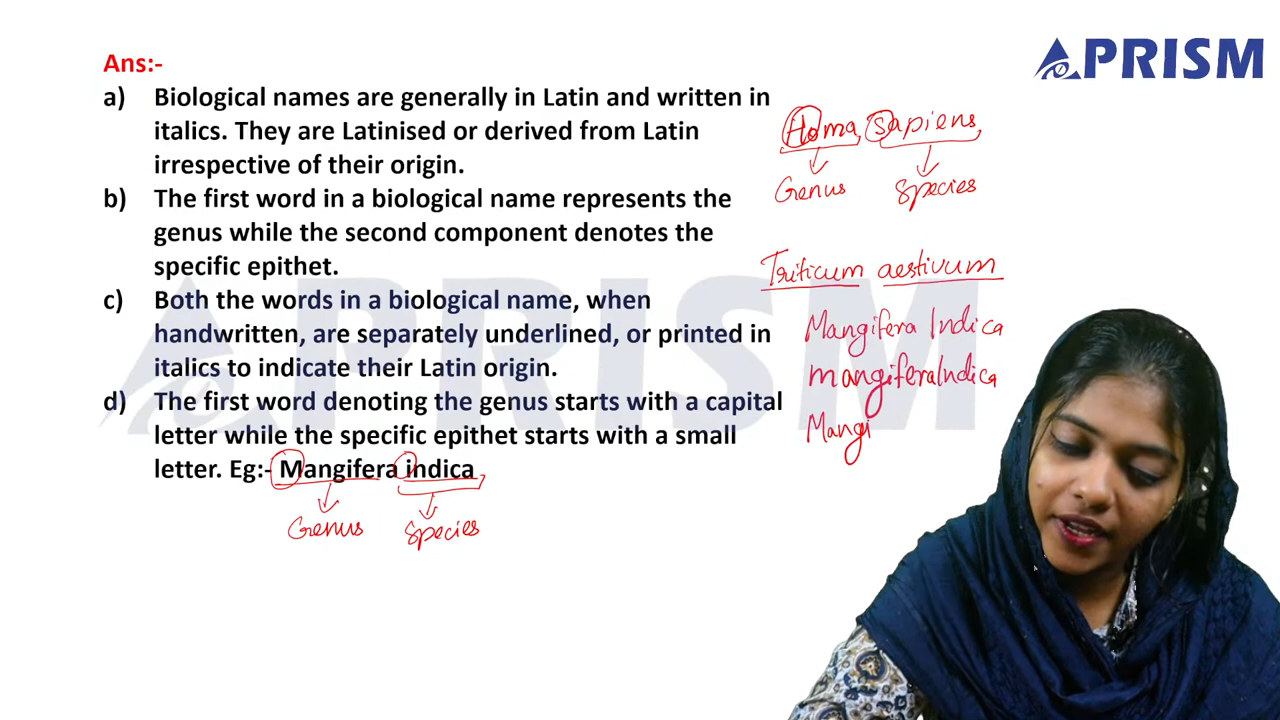 PRISM
Ans:-
a) Biological names are generally in Latin and written in
italics. They are Latinised or derived from Latin
irrespective of their origin.
b) The first word in a biological name represents the
genus while the second component denotes the
specific epithet.
c) Both the words in a biological name, when
handwritten, are separately underlined, or printed in
italics to indicate their Latin origin.
d) The first word denoting the genus starts with a capital
letter while the specific epithet starts with a small
letter. Eg:- Mangifera indica
Genus Species
Homa Sapiens
Genus Species
Triticum aestivum
Mangifera Indica
mangifera Indica
Mangi
PRISM